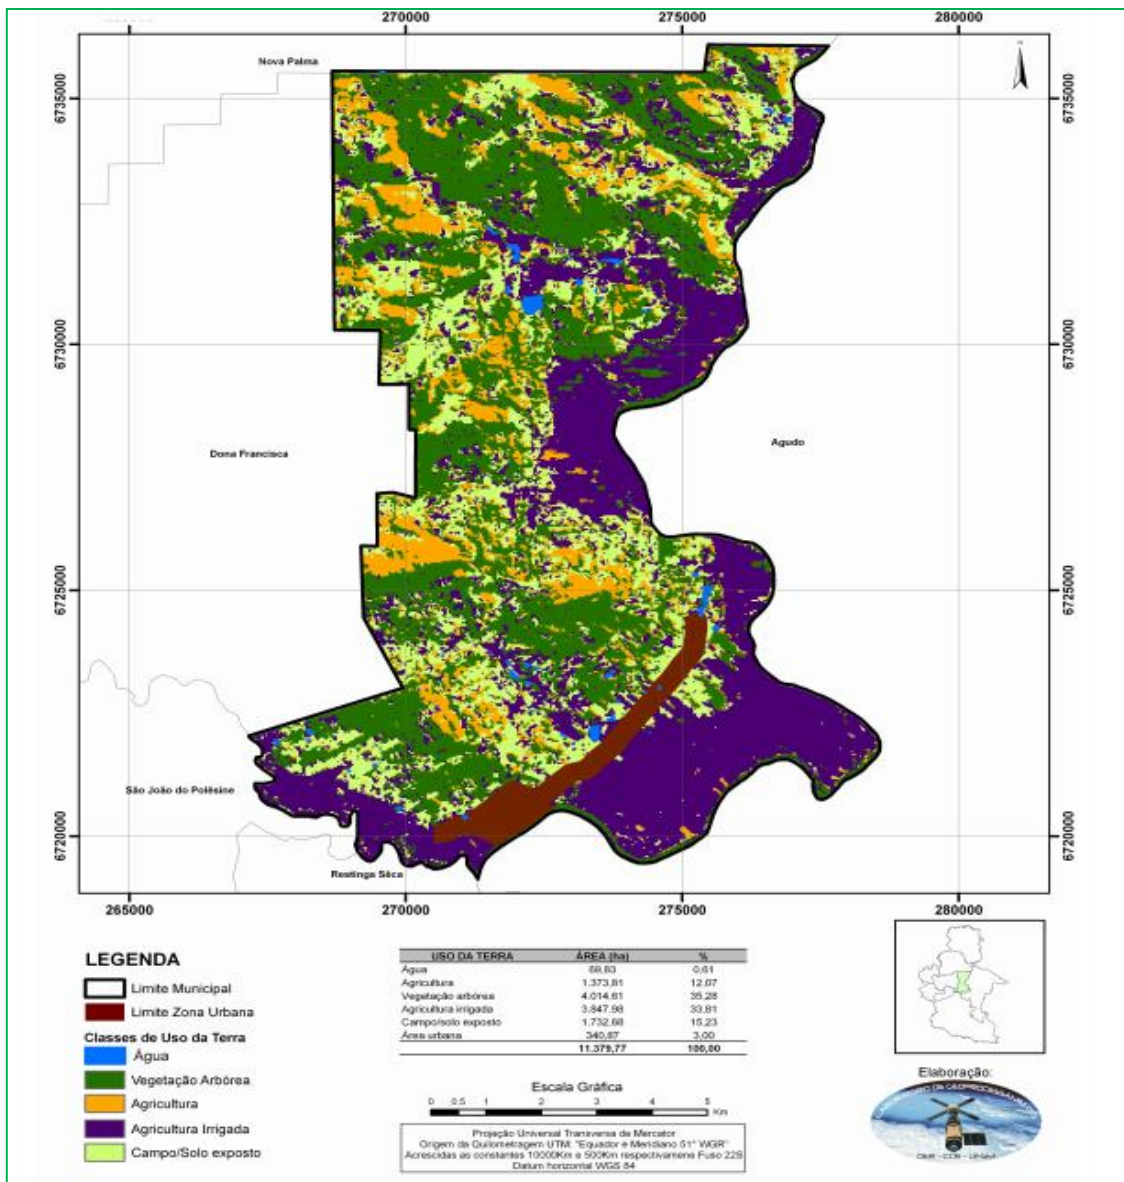 270000 275000 280000
Nova Palma
6735000 6735000
6730000 6730000
Dona Francisca
Agudo
6725000 6725000
São João do Polêsine
6720000 6720000
Restinga Sêca
265000 270000 275000 280000
LEGENDA
Limite Municipal
Limite Zona Urbana
Classes de Uso da Terra
Água
Vegetação Arbórea
Agricultura
Agricultura Irrigada
Campo/Solo exposto
USO DA TERRA ÁREA (ha) %
Água 69,83 0,61
Agricultura 1.373,81 12,07
Vegetação arbórea 4.014,61 35,28
Agricultura irrigada 3.847,98 33,81
Campo/solo exposto 1.732,68 15,23
Área urbana 340,87 3,00
11.379,77 100,00
Escala Gráfica
0 0,5 1 2 3 4 5
Km
Projeção Universal Transversa de Mercator
Origem da Quilometragem UTM: "Equador e Meridiano 51° WGR"
Acrescidas as constantes 10000Km e 500Km respectivamene Fuso 22S
Datum horizontal WGS 84
Elaboração: